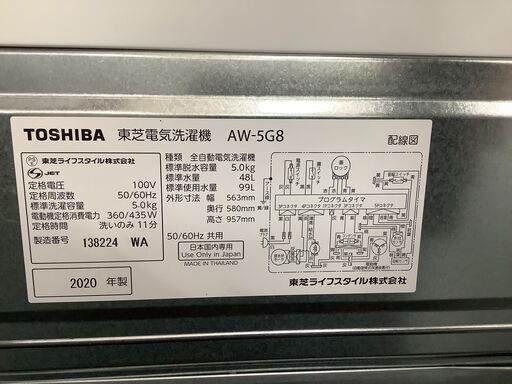 TOSHIBA 東芝電気洗濯機 AW-5G8 配線図
東芝ライフスタイル株式会社
JET
定格電圧 100V
定格周波数 50/60Hz
標準洗濯容量 5.0kg
電動機定格消費電力 360/435W
定格時間 洗いのみ 11分
製造番号 138224 WA
2020 年製
種類 全自動電気洗濯機
標準脱水容量 5.0kg
標準水量 48L
標準使用水量 99L
外形寸法 幅 563mm
奥行 580mm
高さ 957mm
50/60Hz 共用
日本国内専用
Use Only in Japan
MADE IN THAILAND
蓋ロック
プログラムタイマ
東芝ライフスタイル株式会社